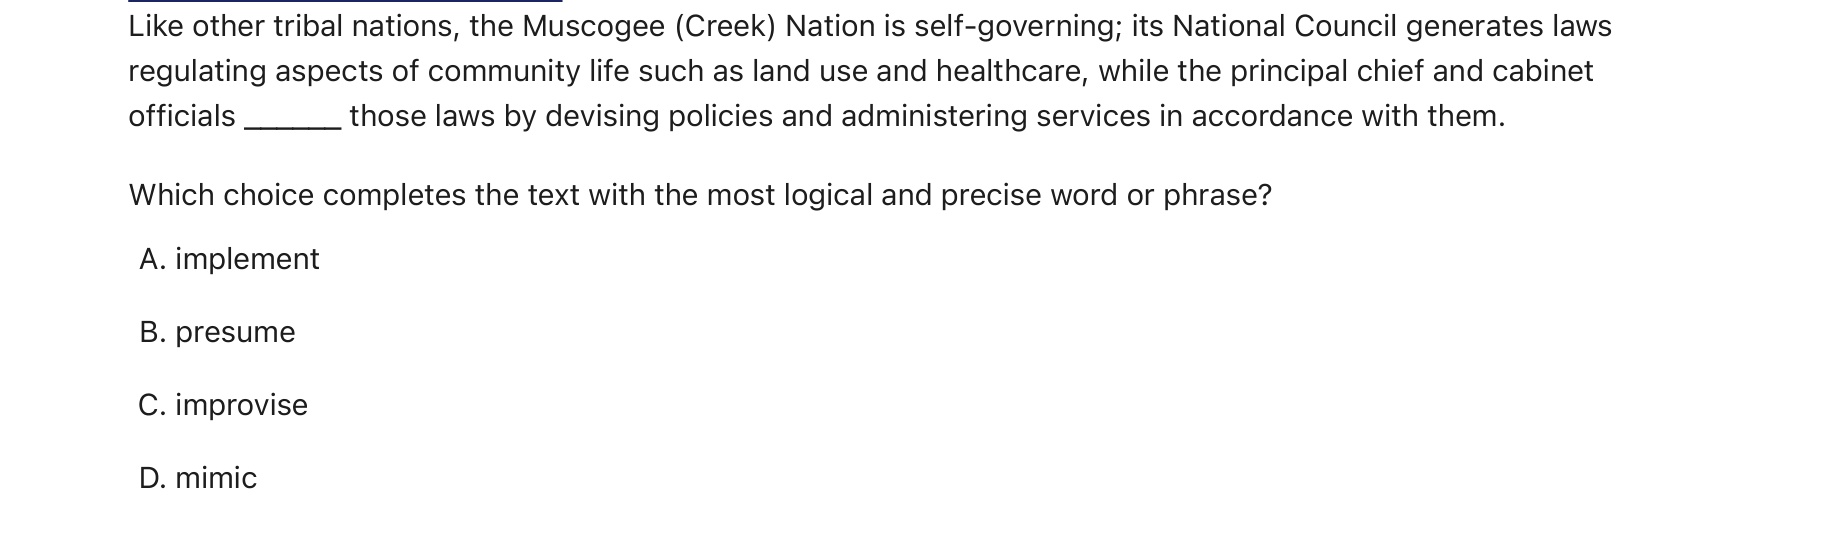 Like other tribal nations, the Muscogee (Creek) Nation is self-governing; its National Council generates laws
regulating aspects of community life such as land use and healthcare, while the principal chief and cabinet
officials ______ those laws by devising policies and administering services in accordance with them.
Which choice completes the text with the most logical and precise word or phrase?
A. implement
B. presume
C. improvise
D. mimic